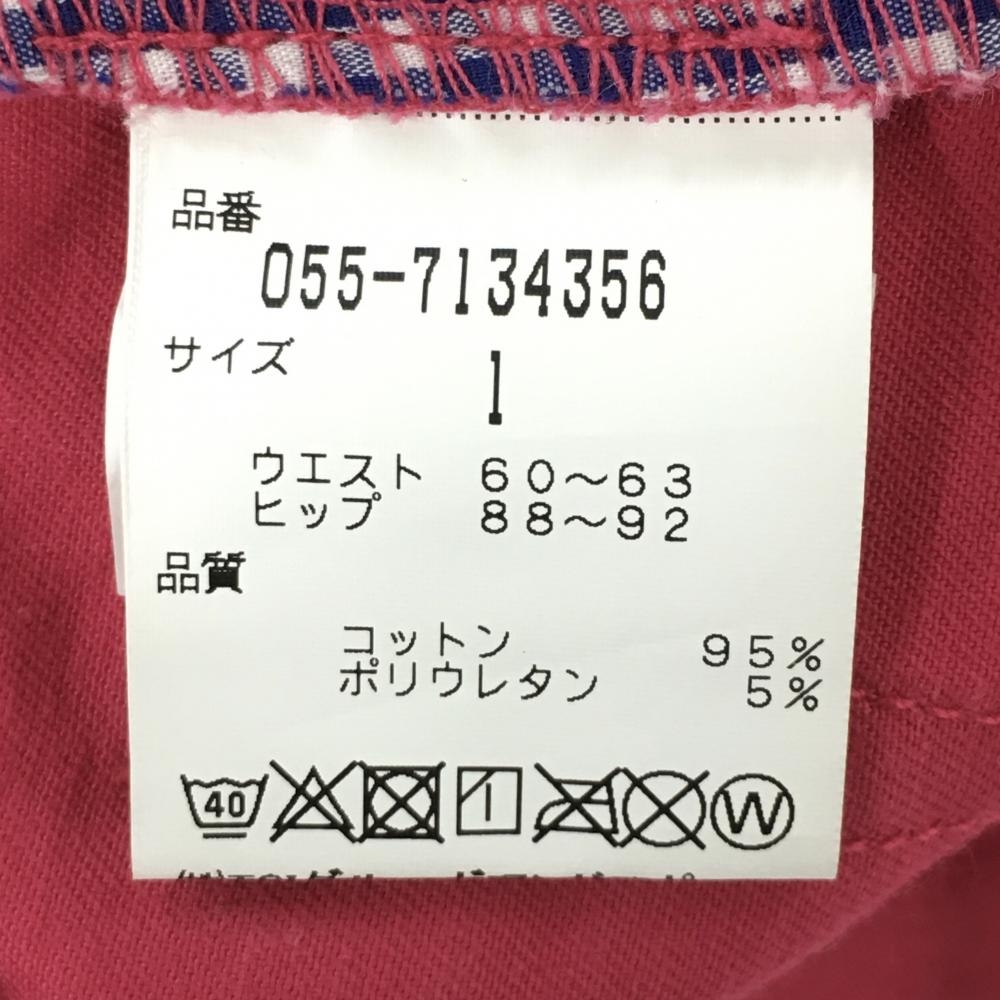 品番
055-7134356
サイズ
1
ウエスト 60～63
ヒップ 88～92
品質
コットン 95%
ポリウレタン 5%
40
W